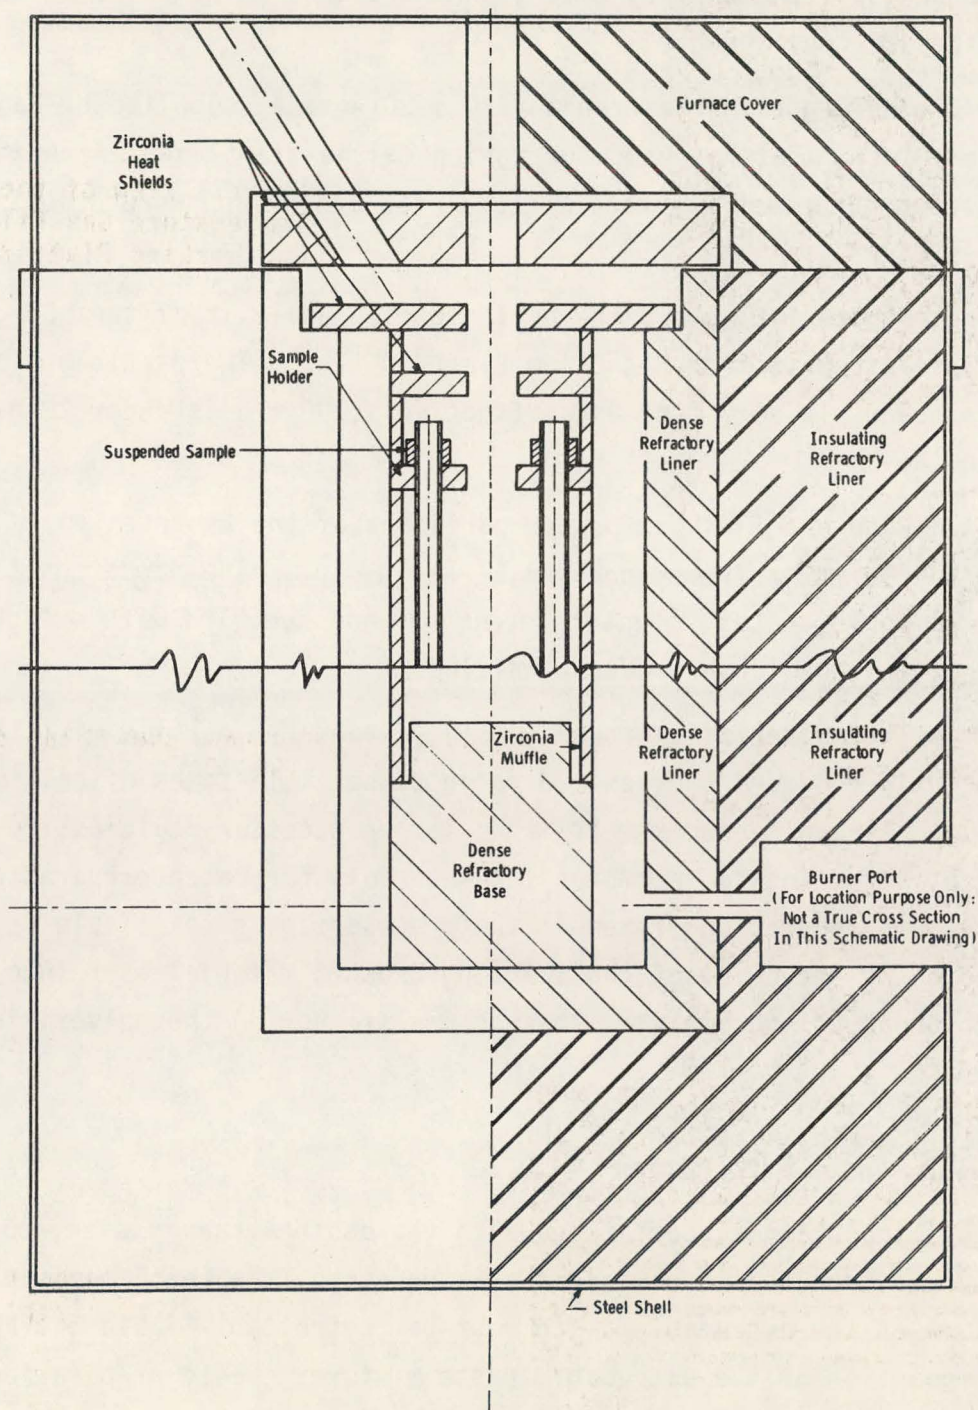 Furnace Cover
Zirconia
Heat
Shields
Sample
Holder
Suspended Sample
Dense
Refractory
Liner
Insulating
Refractory
Liner
Zirconia
Muffle
Dense
Refractory
Liner
Insulating
Refractory
Liner
Dense
Refractory
Base
Burner Port
(For Location Purpose Only:
Not a True Cross Section
In This Schematic Drawing)
Steel Shell